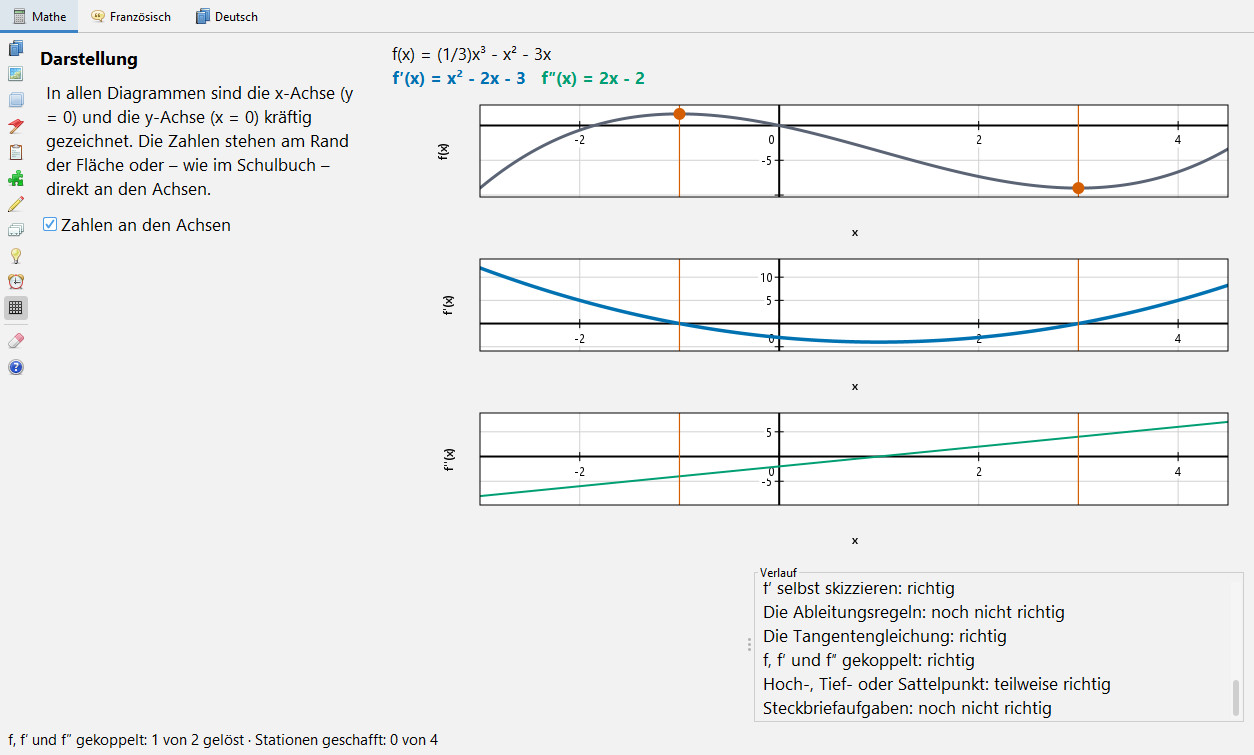 Mathe Französisch Deutsch
Darstellung
In allen Diagrammen sind die x-Achse (y
= 0) und die y-Achse (x = 0) kräftig
gezeichnet. Die Zahlen stehen am Rand
der Fläche oder – wie im Schulbuch –
direkt an den Achsen.
Zahlen an den Achsen
f(x) = (1/3)x³ - x² - 3x
f′(x) = x² - 2x - 3 f″(x) = 2x - 2
f(x)
-2 0 2 4
-5
x
f′(x)
10
5
-2 0 2 4
x
f″(x)
5
-2 0 2 4
-5
x
Verlauf
f′ selbst skizzieren: richtig
Die Ableitungsregeln: noch nicht richtig
Die Tangentengleichung: richtig
f, f′ und f″ gekoppelt: richtig
Hoch-, Tief- oder Sattelpunkt: teilweise richtig
Steckbriefaufgaben: noch nicht richtig
f, f′ und f″ gekoppelt: 1 von 2 gelöst · Stationen geschafft: 0 von 4